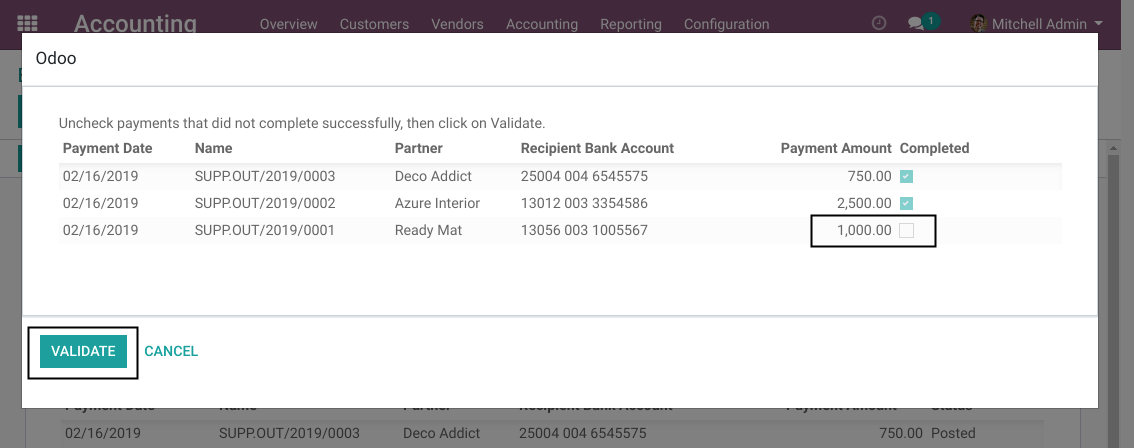 Accounting Overview Customers Vendors Accounting Reporting Configuration 1 Mitchell Admin
Odoo
Uncheck payments that did not complete successfully, then click on Validate.
Payment Date Name Partner Recipient Bank Account Payment Amount Completed
02/16/2019 SUPP.OUT/2019/0003 Deco Addict 25004 004 6545575 750.00
02/16/2019 SUPP.OUT/2019/0002 Azure Interior 13012 003 3354586 2,500.00
02/16/2019 SUPP.OUT/2019/0001 Ready Mat 13056 003 1005567 1,000.00
VALIDATE CANCEL
Payment Date Name Partner Recipient Bank Account Payment Amount Status
02/16/2019 SUPP.OUT/2019/0003 Deco Addict 25004 004 6545575 750.00 Posted